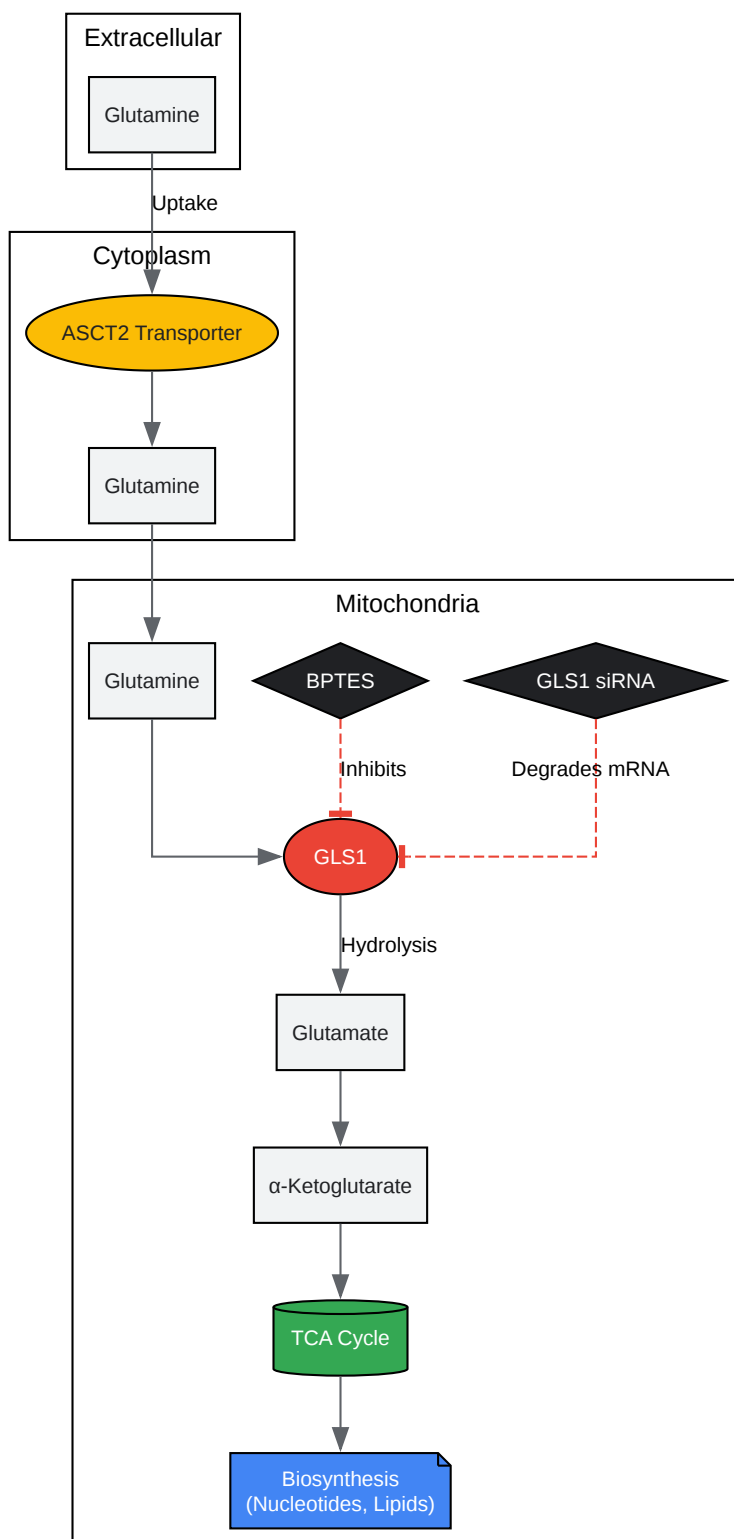 Extracellular
Glutamine
Uptake
Cytoplasm
ASCT2 Transporter
Glutamine
Mitochondria
Glutamine
BPTES
GLS1 siRNA
Inhibits
Degrades mRNA
GLS1
Hydrolysis
Glutamate
α-Ketoglutarate
TCA Cycle
Biosynthesis
(Nucleotides, Lipids)